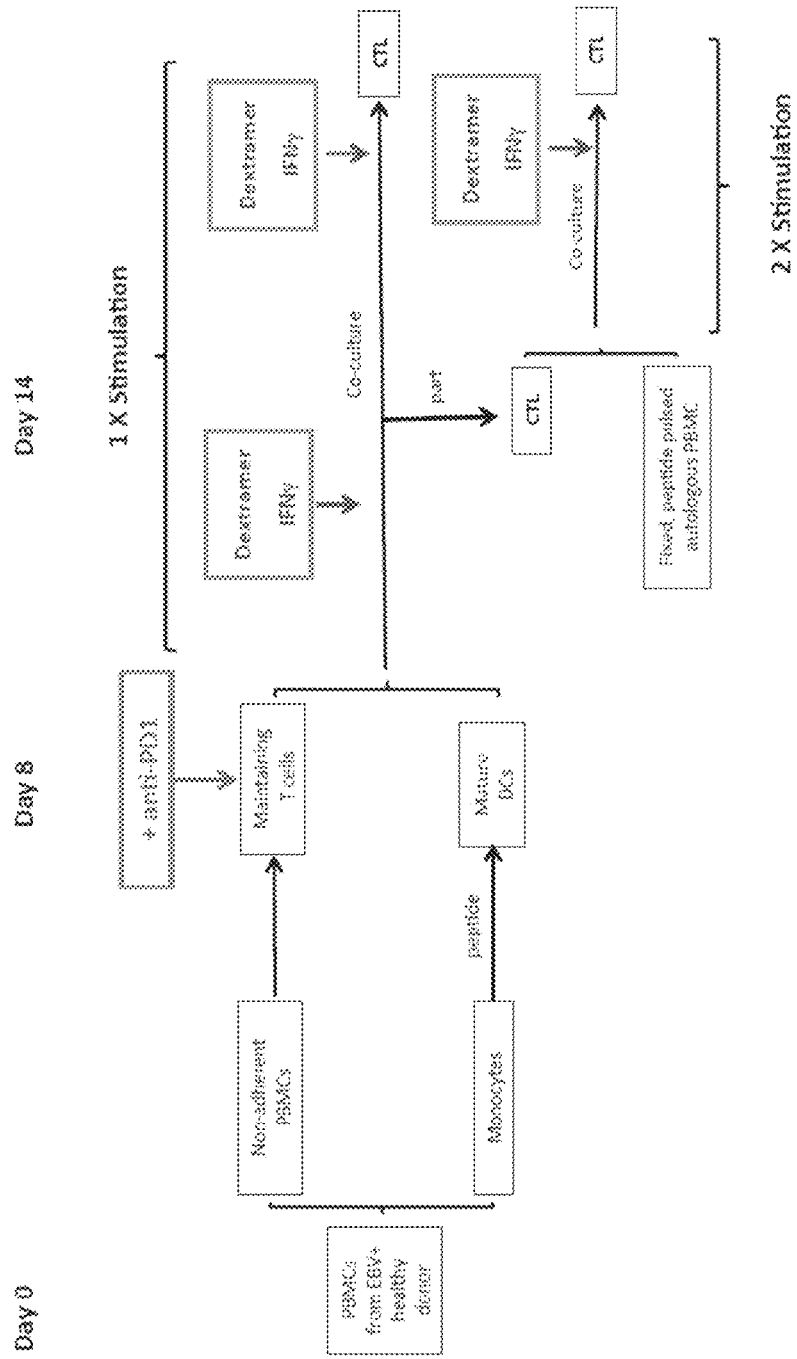 Day 0
Day 8
Day 14
1 X Stimulation
+ anti-PD1
PBMCs
from EBV+
healthy
donor
Non-adherent
PBMCs
Maintaining
T cells
Monocytes
peptide
Mature
DCs
Dextramer
IFNγ
Co-culture
Dextramer
IFNγ
CTL
part
CTL
Fixed, peptide pulsed
autologous PBMC
Co-culture
Dextramer
IFNγ
CTL
2 X Stimulation